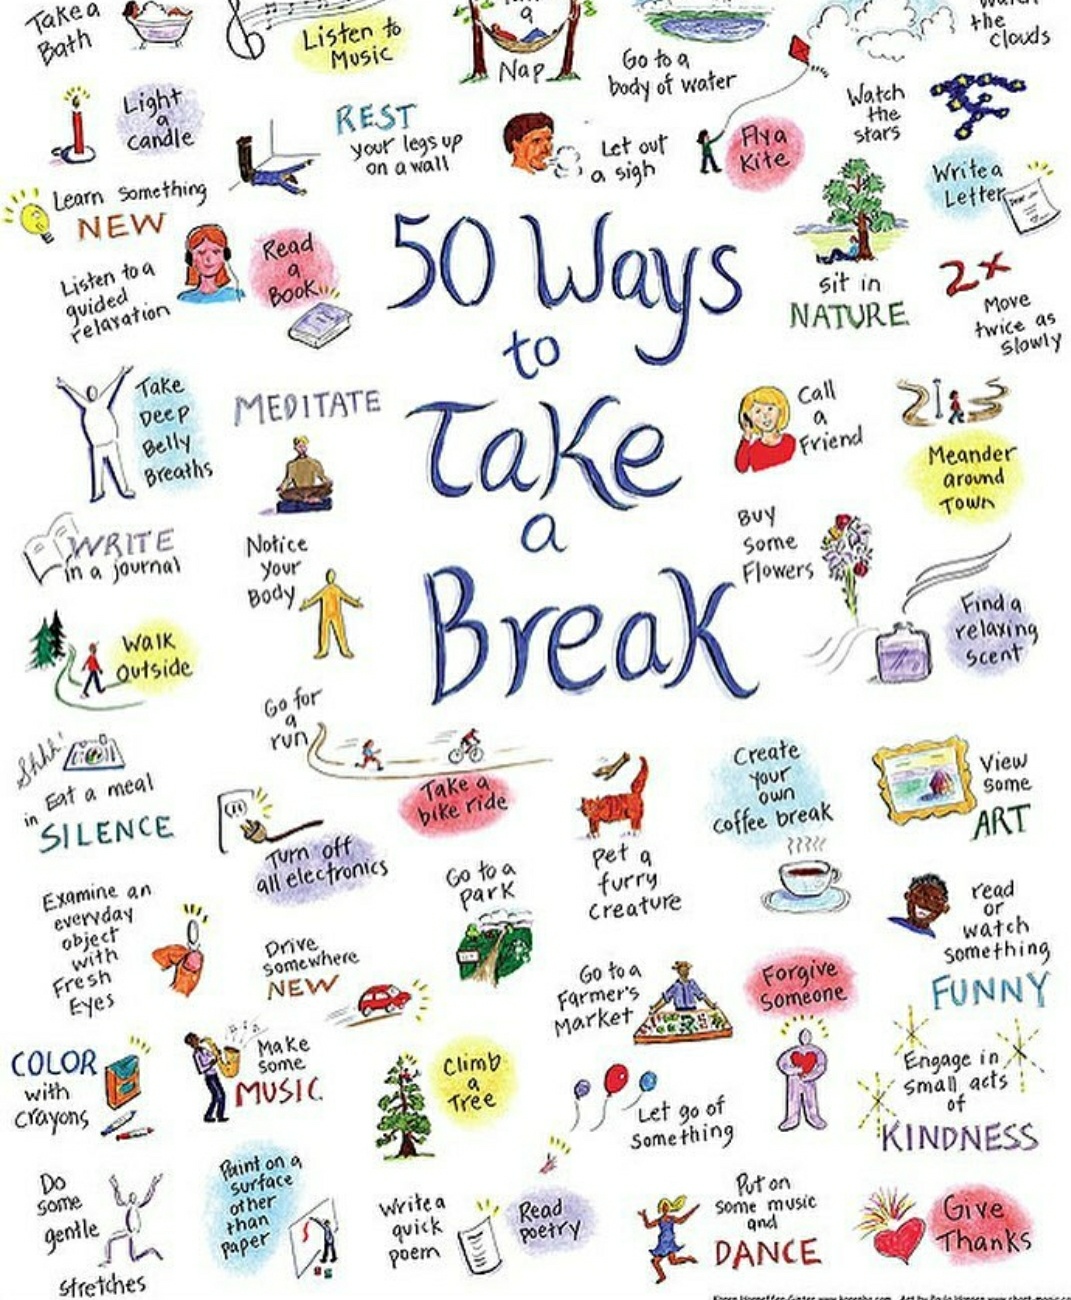 Take a
Bath
Listen to
Music
a
Nap
Go to a
body of water
the
clouds
Light
a
candle
REST
your legs up
on a wall
Let out
a sigh
Fly a
Kite
Watch
the
stars
Write a
Letter
Learn something
NEW
Listen to a
guided
relaxation
Read
a
Book
50 Ways
to
Take
a
Break
sit in
NATURE
2x
Move
twice as
slowly
Take
Deep
Belly
Breaths
MEDITATE
Call
a
Friend
Meander
around
Town
WRITE
in a journal
Notice
your
Body
Buy
some
Flowers
Find a
relaxing
scent
Walk
Outside
Go for
a
run
Take a
bike ride
Shhh!
Eat a meal
in SILENCE
Turn off
all electronics
Pet a
furry
creature
Create
your
own
coffee break
View
some
ART
Examine an
everyday
object
with
Fresh
Eyes
Drive
somewhere
NEW
Go to a
Park
Go to a
Farmer's
Market
Forgive
Someone
read
or
watch
something
FUNNY
COLOR
with
crayons
Make
some
MUSIC
Climb
a
Tree
Let go of
Something
Engage in
small acts
of
KINDNESS
Do
some
gentle
stretches
Paint on a
surface
other
than
paper
Write a
quick
poem
Read
poetry
Put on
some music
and
DANCE
Give
Thanks